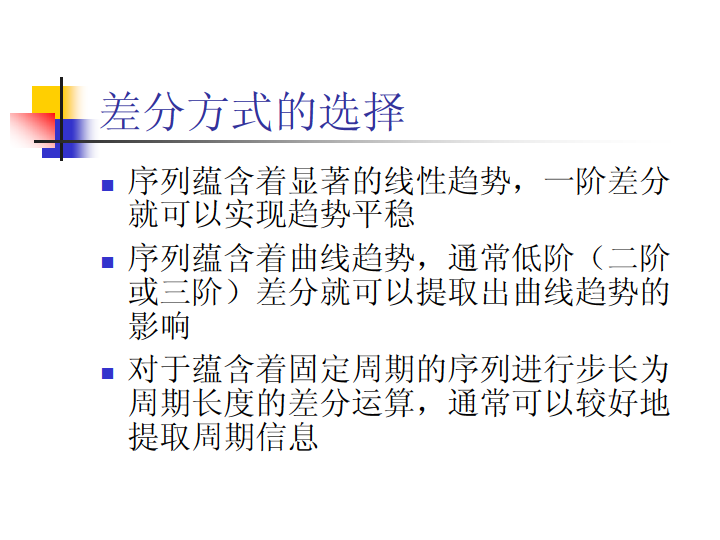 差分方式的选择
序列蕴含着显著的线性趋势，一阶差分
就可以实现趋势平稳
序列蕴含着曲线趋势，通常低阶（二阶
或三阶）差分就可以提取出曲线趋势的
影响
对于蕴含着固定周期的序列进行步长为
周期长度的差分运算，通常可以较好地
提取周期信息